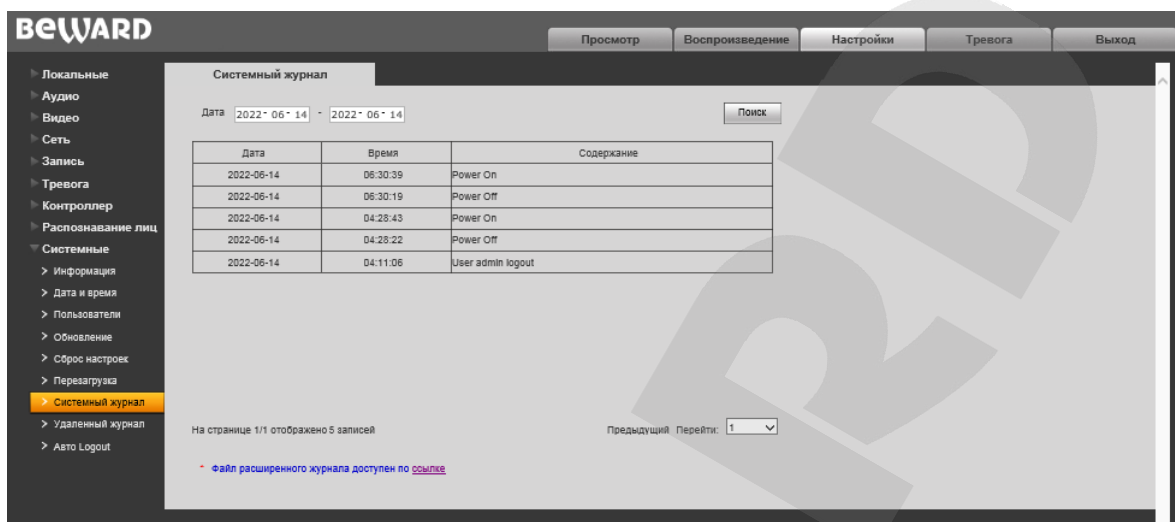 BEWARD
Просмотр Воспроизведение Настройки Тревога Выход
Локальные
Аудио
Видео
Сеть
Запись
Тревога
Контроллер
Распознавание лиц
Системные
Информация
Дата и время
Пользователи
Обновление
Сброс настроек
Перезагрузка
Системный журнал
Удаленный журнал
Авто Logout
Системный журнал
Дата 2022- 06- 14 - 2022- 06- 14 Поиск
Дата Время Содержание
2022-06-14 06:30:39 Power On
2022-06-14 06:30:19 Power Off
2022-06-14 04:28:43 Power On
2022-06-14 04:28:22 Power Off
2022-06-14 04:11:06 User admin logout
На странице 1/1 отображено 5 записей Предыдущий Перейти: 1
* Файл расширенного журнала доступен по ссылке
RD